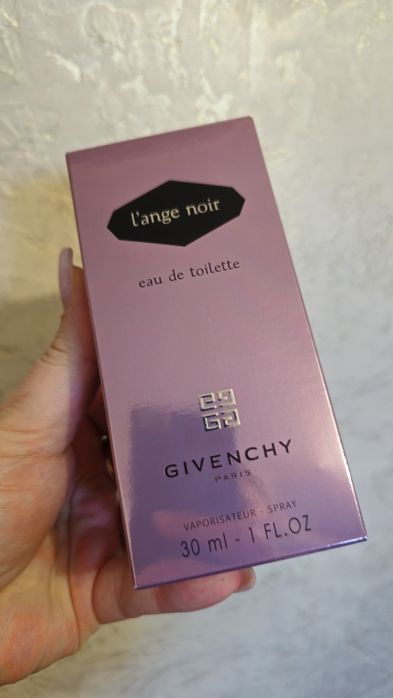 l'ange noir
eau de toilette
GIVENCHY
PARIS
VAPORISATEUR - SPRAY
30 ml - 1 FL.OZ